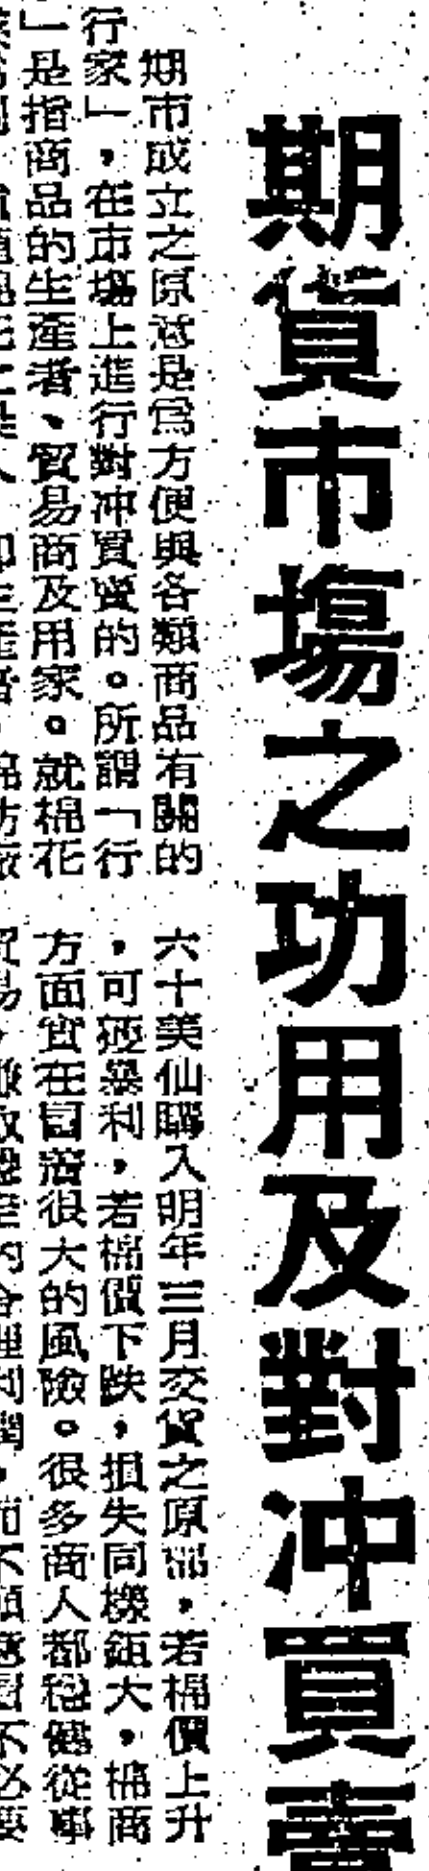 期貨市場之功用及對冲買賣
期市成立之原意是為方便與各類商品有關的
行家」，在市場上進行對冲買賣的。所謂「行
」是指商品的生產者、貿易商及用家。就棉花
六十美仙購入明年三月交貨之原棉，若棉價上升
，可獲暴利，若棉價下跌，損失同樣鉅大，棉商
方面實在冒着很大的風險。很多商人都穩健從事